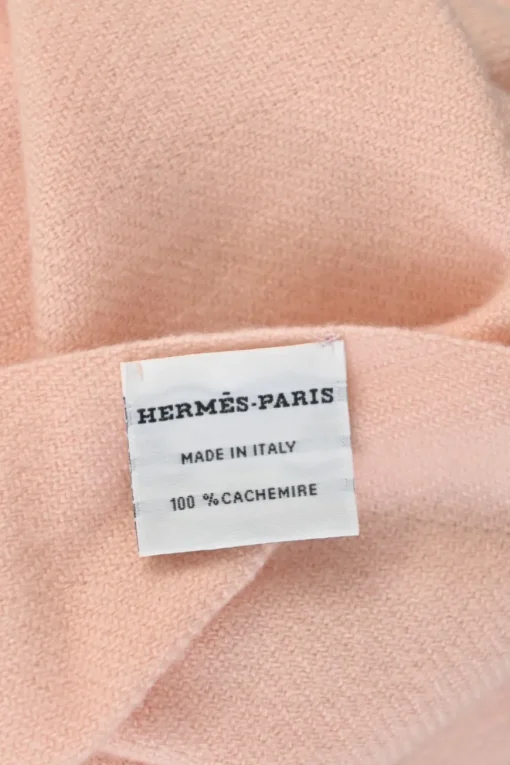 HERMÈS-PARIS
MADE IN ITALY
100 % CACHEMIRE